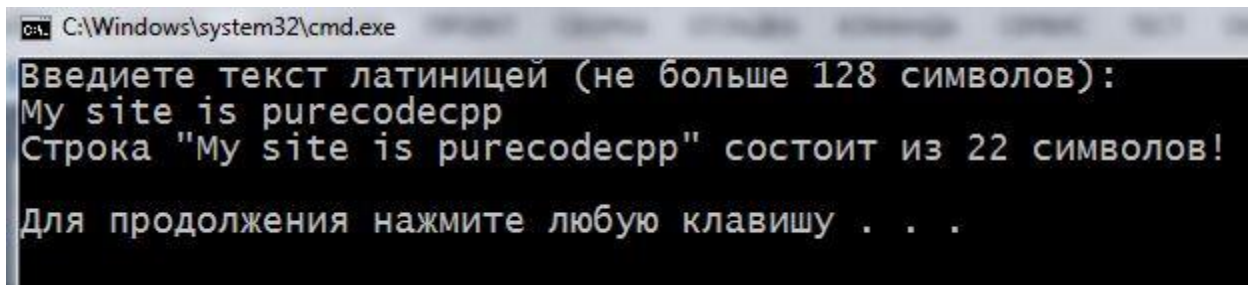 C:\Windows\system32\cmd.exe
Введиете текст латиницей (не больше 128 символов):
My site is purecodecpp
Строка "My site is purecodecpp" состоит из 22 символов!
Для продолжения нажмите любую клавишу . . .